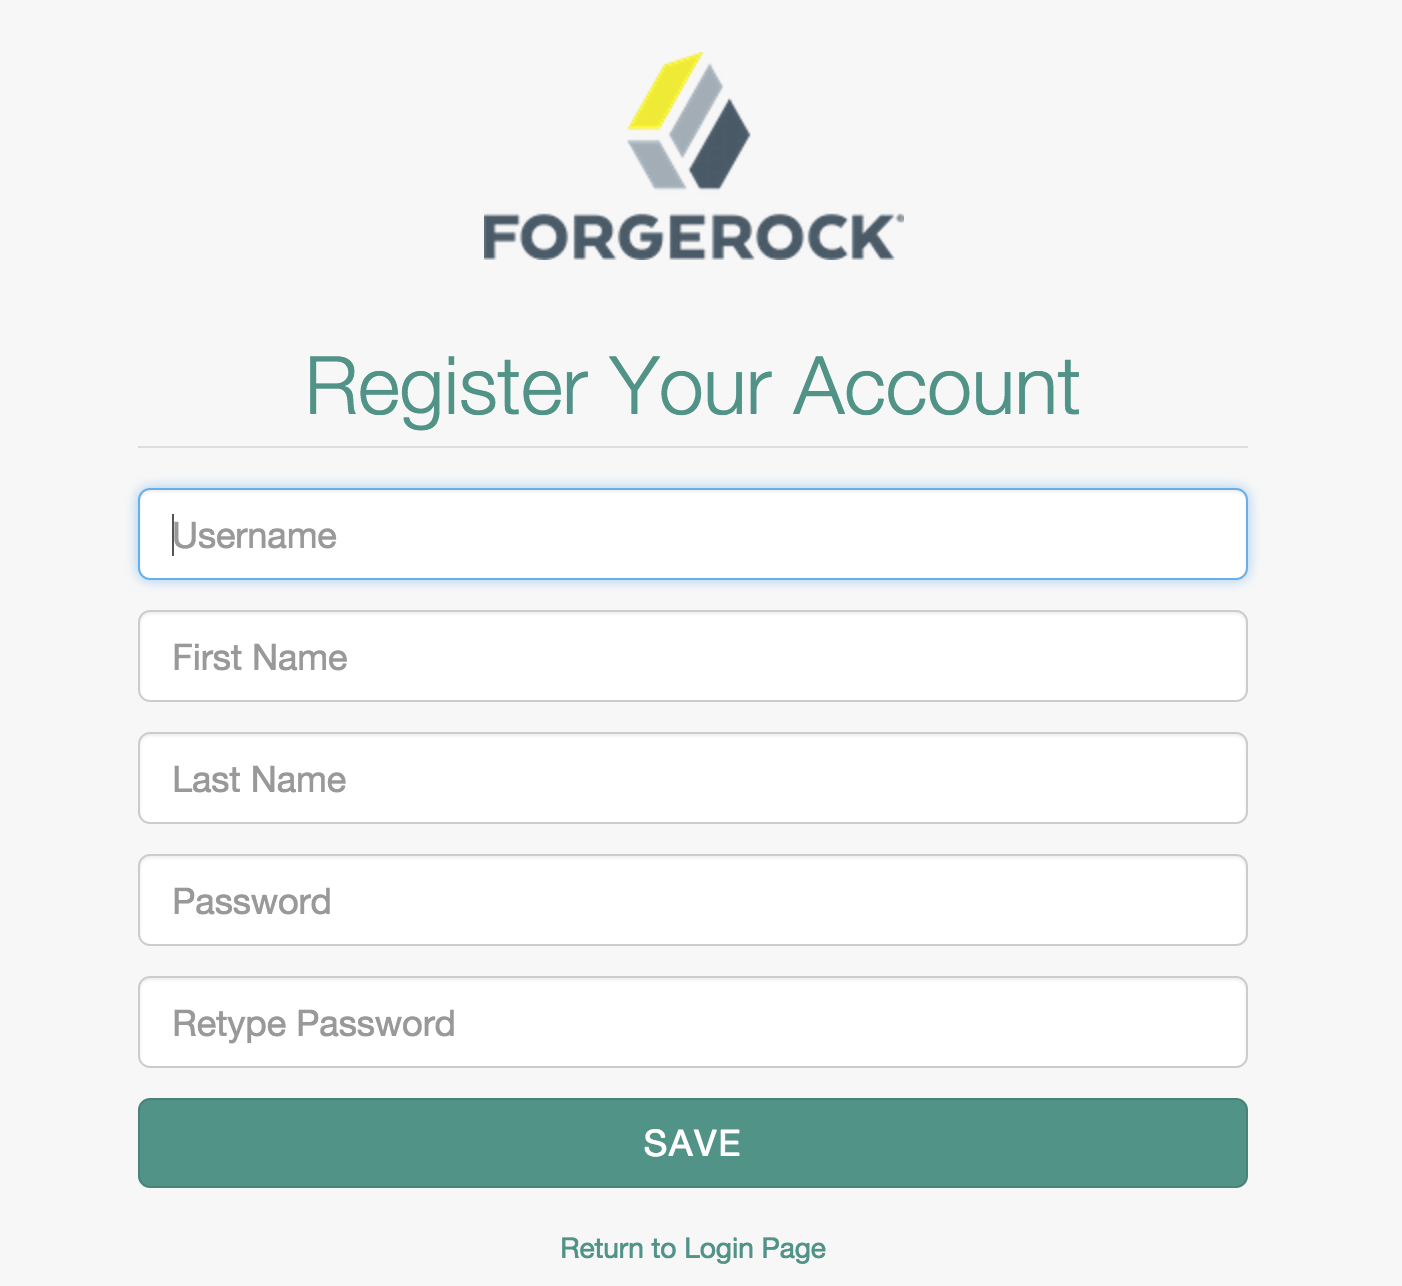 FORGEROCK
Register Your Account
Username
First Name
Last Name
Password
Retype Password
SAVE
Return to Login Page